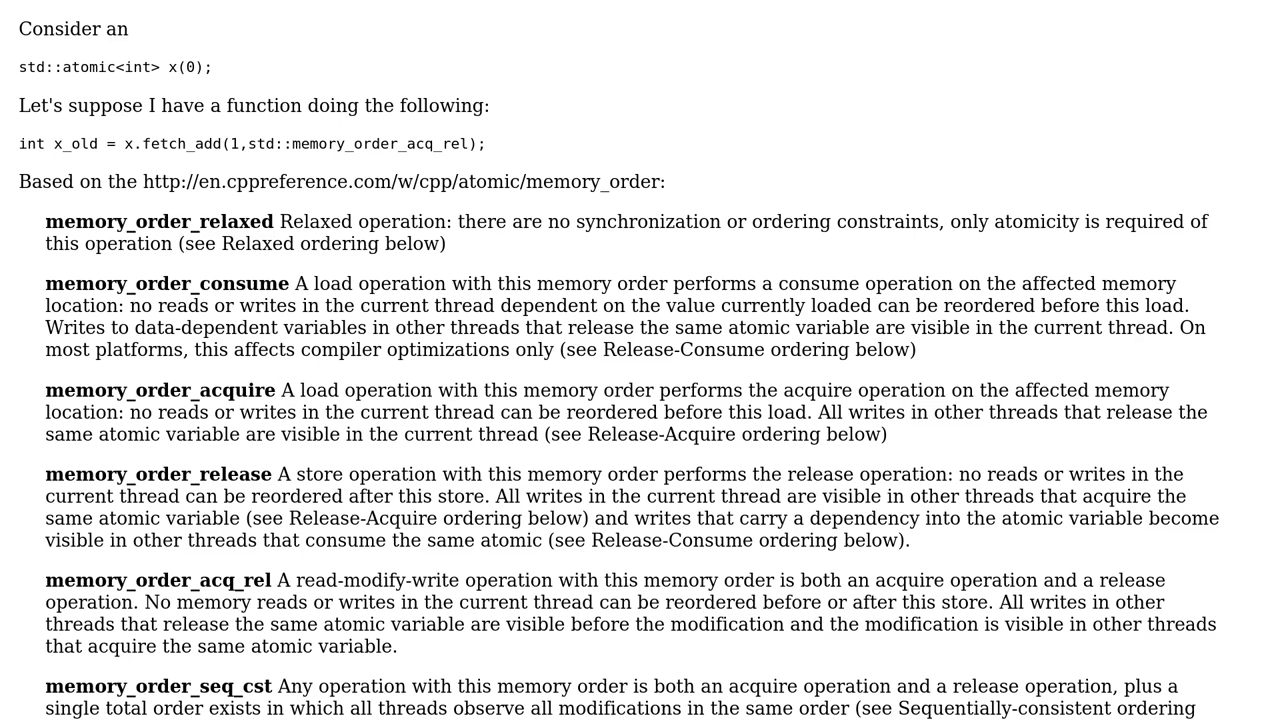 Consider an
std::atomic<int> x(0);
Let's suppose I have a function doing the following:
int x_old = x.fetch_add(1,std::memory_order_acq_rel);
Based on the http://en.cppreference.com/w/cpp/atomic/memory_order:
memory_order_relaxed Relaxed operation: there are no synchronization or ordering constraints, only atomicity is required of
this operation (see Relaxed ordering below)
memory_order_consume A load operation with this memory order performs a consume operation on the affected memory
location: no reads or writes in the current thread dependent on the value currently loaded can be reordered before this load.
Writes to data-dependent variables in other threads that release the same atomic variable are visible in the current thread. On
most platforms, this affects compiler optimizations only (see Release-Consume ordering below)
memory_order_acquire A load operation with this memory order performs the acquire operation on the affected memory
location: no reads or writes in the current thread can be reordered before this load. All writes in other threads that release the
same atomic variable are visible in the current thread (see Release-Acquire ordering below)
memory_order_release A store operation with this memory order performs the release operation: no reads or writes in the
current thread can be reordered after this store. All writes in the current thread are visible in other threads that acquire the
same atomic variable (see Release-Acquire ordering below) and writes that carry a dependency into the atomic variable become
visible in other threads that consume the same atomic (see Release-Consume ordering below).
memory_order_acq_rel A read-modify-write operation with this memory order is both an acquire operation and a release
operation. No memory reads or writes in the current thread can be reordered before or after this store. All writes in other
threads that release the same atomic variable are visible before the modification and the modification is visible in other threads
that acquire the same atomic variable.
memory_order_seq_cst Any operation with this memory order is both an acquire operation and a release operation, plus a
single total order exists in which all threads observe all modifications in the same order (see Sequentially-consistent ordering